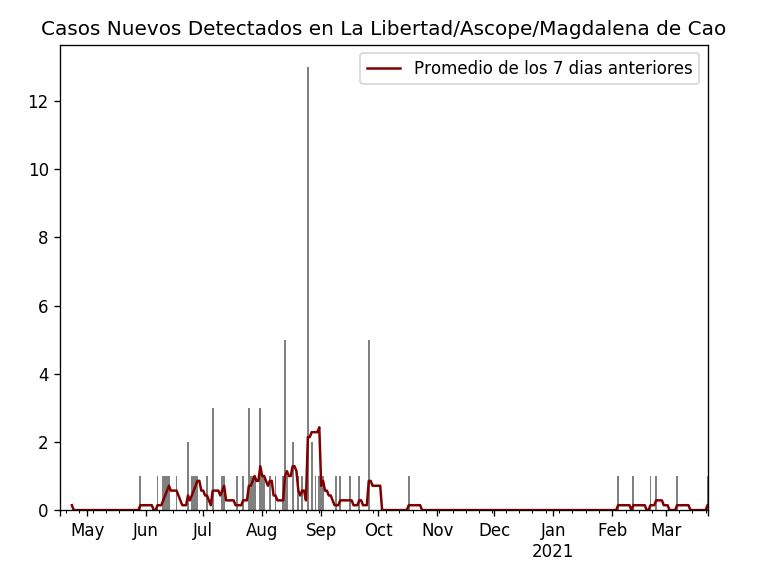 Casos Nuevos Detectados en La Libertad/Ascope/Magdalena de Cao
Promedio de los 7 dias anteriores
12
10
8
6
4
2
0
May Jun Jul Aug Sep Oct Nov Dec Jan Feb Mar
2021